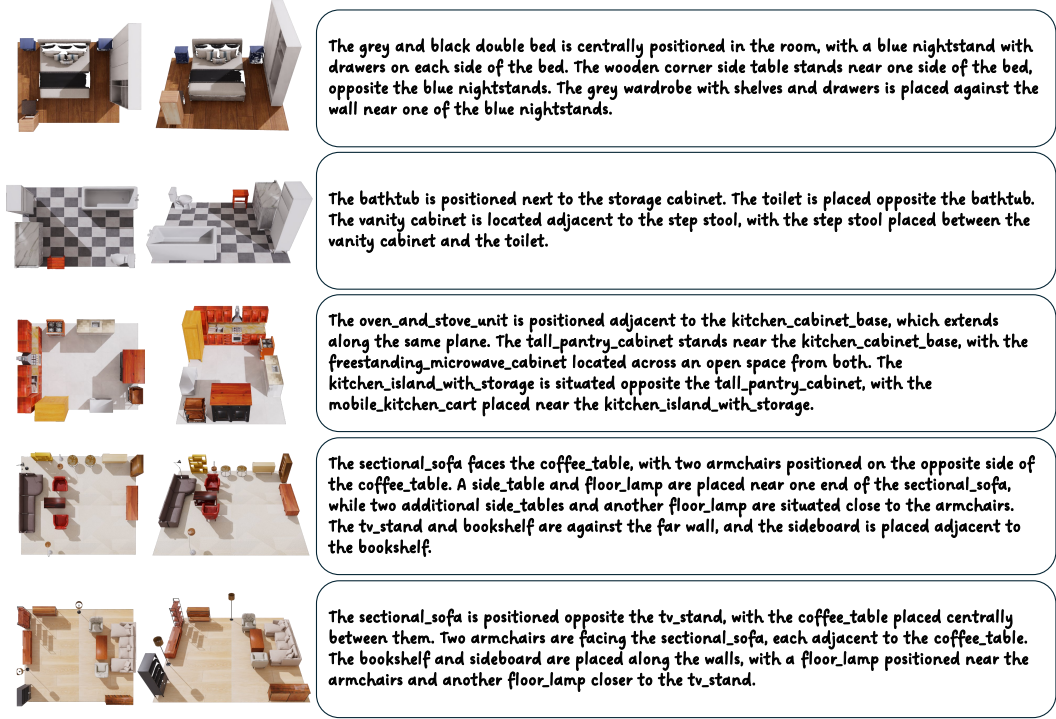 The grey and black double bed is centrally positioned in the room, with a blue nightstand with
drawers on each side of the bed. The wooden corner side table stands near one side of the bed,
opposite the blue nightstands. The grey wardrobe with shelves and drawers is placed against the
wall near one of the blue nightstands.
The bathtub is positioned next to the storage cabinet. The toilet is placed opposite the bathtub.
The vanity cabinet is located adjacent to the step stool, with the step stool placed between the
vanity cabinet and the toilet.
The oven_and_stove_unit is positioned adjacent to the kitchen_cabinet_base, which extends
along the same plane. The tall_pantry_cabinet stands near the kitchen_cabinet_base, with the
freestanding_microwave_cabinet located across an open space from both. The
kitchen_island_with_storage is situated opposite the tall_pantry_cabinet, with the
mobile_kitchen_cart placed near the kitchen_island_with_storage.
The sectional_sofa faces the coffee_table, with two armchairs positioned on the opposite side of
the coffee_table. A side_table and floor_lamp are placed near one end of the sectional_sofa,
while two additional side_tables and another floor_lamp are situated close to the armchairs.
The tv_stand and bookshelf are against the far wall, and the sideboard is placed adjacent to
the bookshelf.
The sectional_sofa is positioned opposite the tv_stand, with the coffee_table placed centrally
between them. Two armchairs are facing the sectional_sofa, each adjacent to the coffee_table.
The bookshelf and sideboard are placed along the walls, with a floor_lamp positioned near the
armchairs and another floor_lamp closer to the tv_stand.